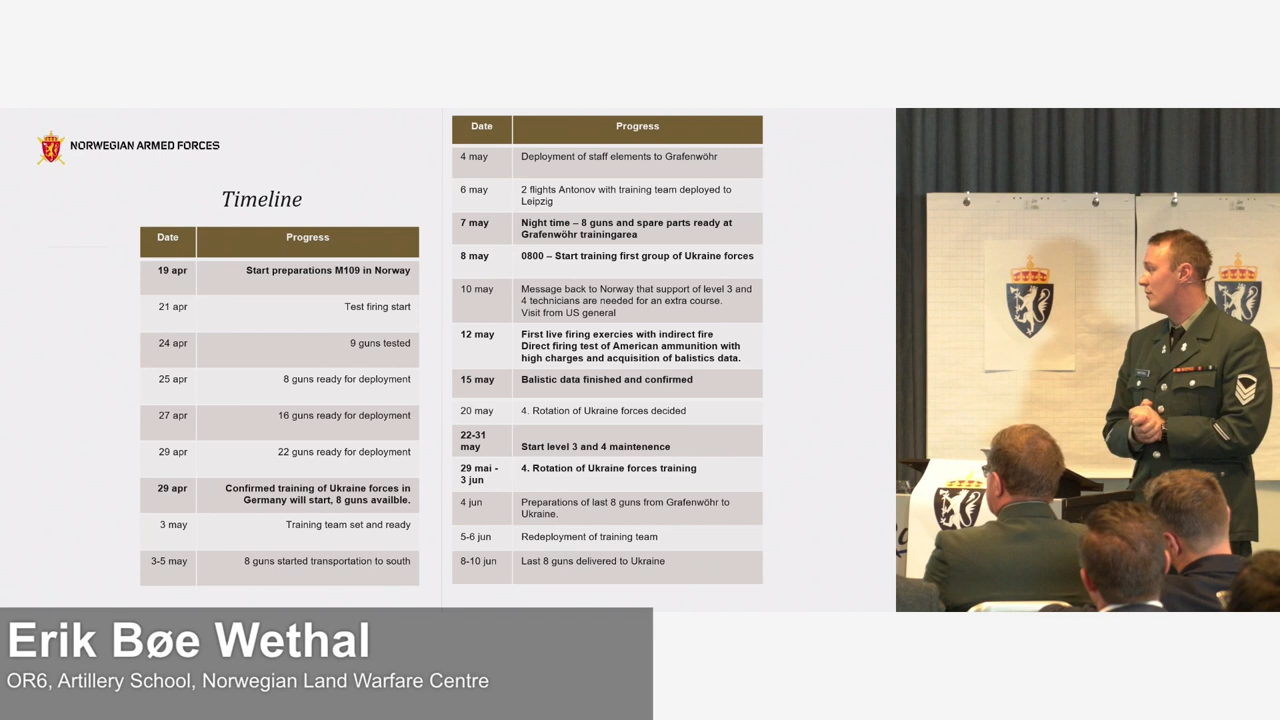 NORWEGIAN ARMED FORCES
Timeline
Date Progress
19 apr Start preparations M109 in Norway
21 apr Test firing start
24 apr 9 guns tested
25 apr 8 guns ready for deployment
27 apr 16 guns ready for deployment
29 apr 22 guns ready for deployment
29 apr Confirmed training of Ukraine forces in
Germany will start, 8 guns availble.
3 may Training team set and ready
3-5 may 8 guns started transportation to south
Date Progress
4 may Deployment of staff elements to Grafenwöhr
6 may 2 flights Antonov with training team deployed to
Leipzig
7 may Night time – 8 guns and spare parts ready at
Grafenwöhr trainingarea
8 may 0800 – Start training first group of Ukraine forces
10 may Message back to Norway that support of level 3 and
4 technicians are needed for an extra course.
Visit from US general
12 may First live firing exercies with indirect fire
Direct firing test of American ammunition with
high charges and acquisition of balistics data.
15 may Balistic data finished and confirmed
20 may 4. Rotation of Ukraine forces decided
22-31
may Start level 3 and 4 maintenence
29 mai - 4. Rotation of Ukraine forces training
3 jun
4 jun Preparations of last 8 guns from Grafenwöhr to
Ukraine.
5-6 jun Redeployment of training team
8-10 jun Last 8 guns delivered to Ukraine
Erik Bøe Wethal
OR6, Artillery School, Norwegian Land Warfare Centre